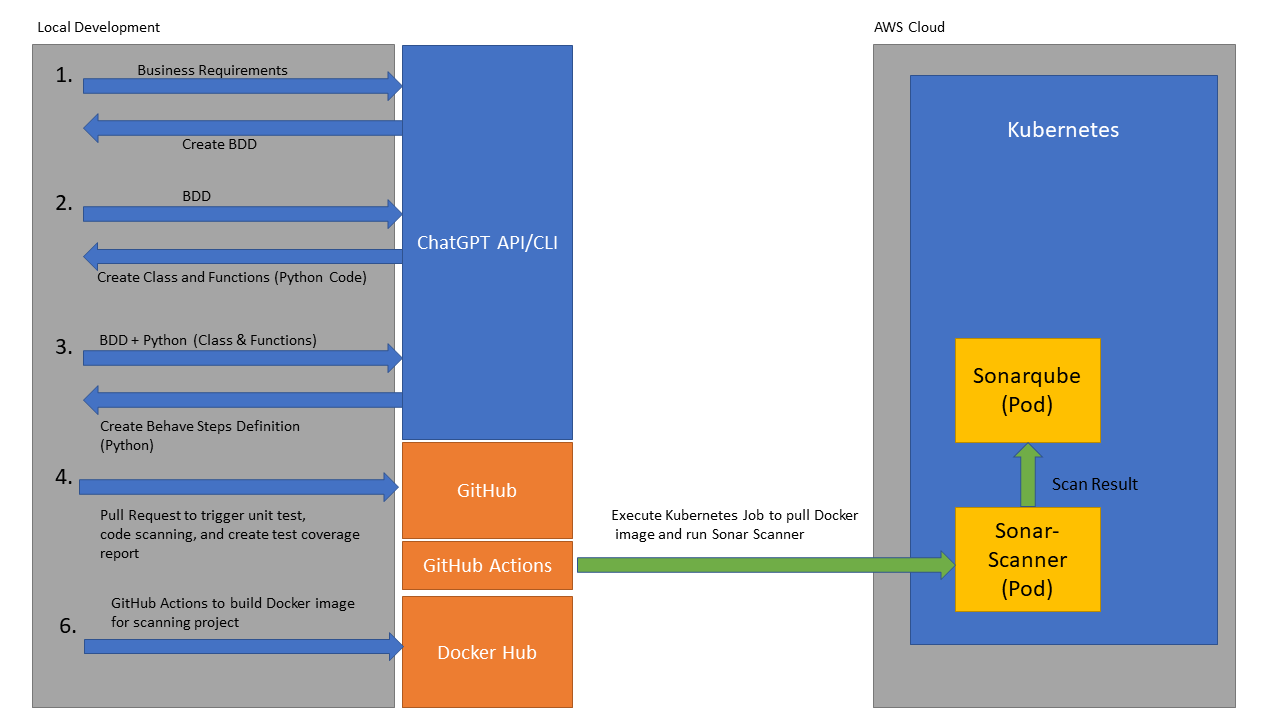 Local Development
AWS Cloud
1.
Business Requirements
Create BDD
2.
BDD
Create Class and Functions (Python Code)
3.
BDD + Python (Class & Functions)
Create Behave Steps Definition
(Python)
4.
Pull Request to trigger unit test,
code scanning, and create test coverage
report
GitHub Actions to build Docker image
for scanning project
6.
ChatGPT API/CLI
GitHub
GitHub Actions
Docker Hub
Execute Kubernetes Job to pull Docker
image and run Sonar Scanner
Kubernetes
Sonarqube
(Pod)
Scan Result
Sonar-
Scanner
(Pod)